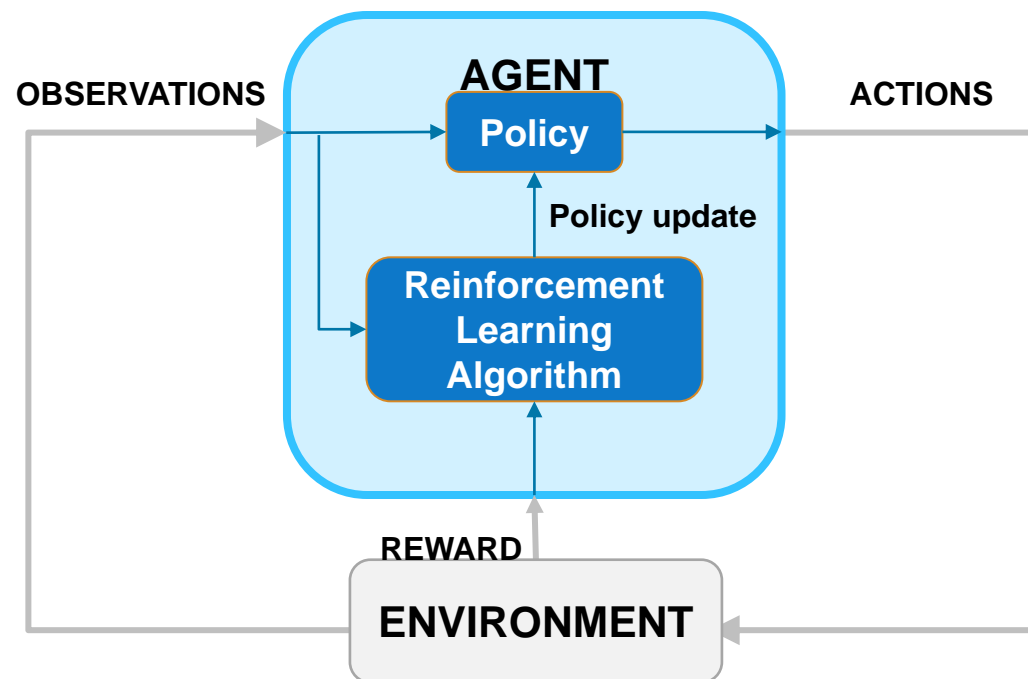 AGENT
OBSERVATIONS
ACTIONS
Policy
Policy update
Reinforcement
Learning
Algorithm
REWARD
ENVIRONMENT